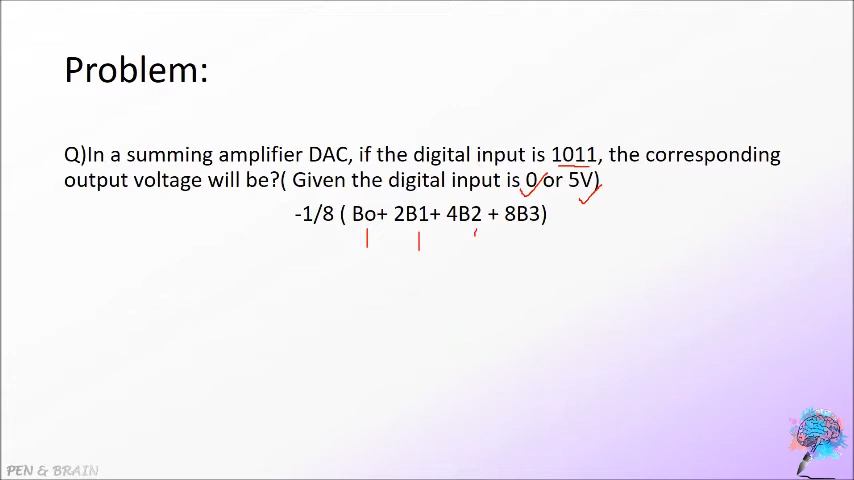 Problem:
Q)In a summing amplifier DAC, if the digital input is 1011, the corresponding
output voltage will be?( Given the digital input is 0 or 5V)
-1/8 ( Bo+ 2B1+ 4B2 + 8B3)
| |
PEN & BRAIN